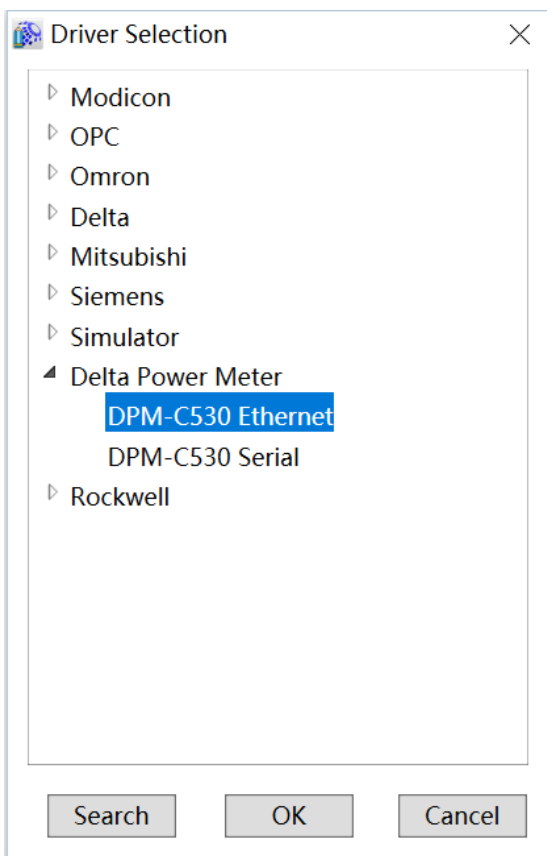 Driver Selection
Modicon
OPC
Omron
Delta
Mitsubishi
Siemens
Simulator
Delta Power Meter
DPM-C530 Ethernet
DPM-C530 Serial
Rockwell
Search OK Cancel